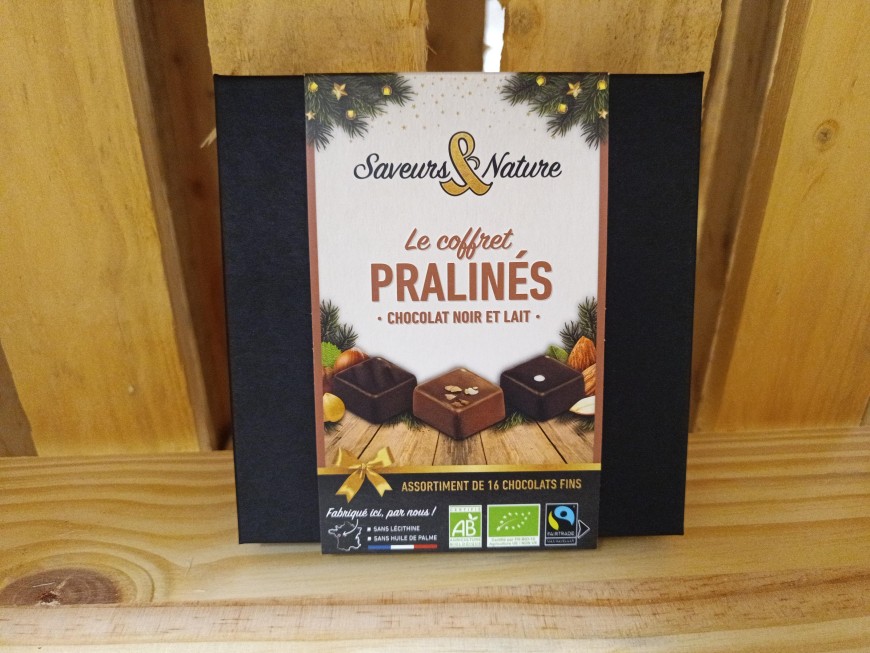 Saveurs & Nature
Le coffret
PRALINÉS
• CHOCOLAT NOIR ET LAIT •
ASSORTIMENT DE 16 CHOCOLATS FINS
Fabriqué ici, par nous !
SANS LÉCITHINE
SANS HUILE DE PALME
AB
FAIRTRADE